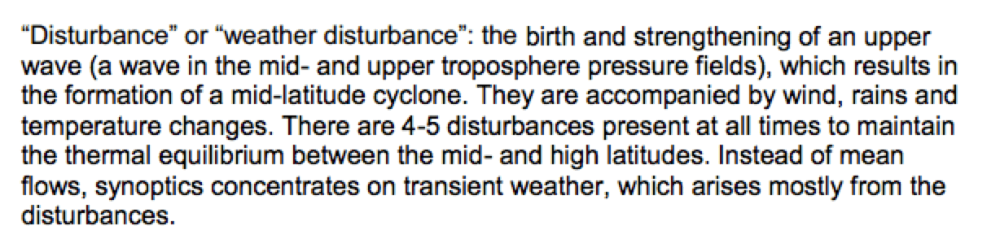 “Disturbance” or “weather disturbance”: the birth and strengthening of an upper
wave (a wave in the mid- and upper troposphere pressure fields), which results in
the formation of a mid-latitude cyclone. They are accompanied by wind, rains and
temperature changes. There are 4-5 disturbances present at all times to maintain
the thermal equilibrium between the mid- and high latitudes. Instead of mean
flows, synoptics concentrates on transient weather, which arises mostly from the
disturbances.